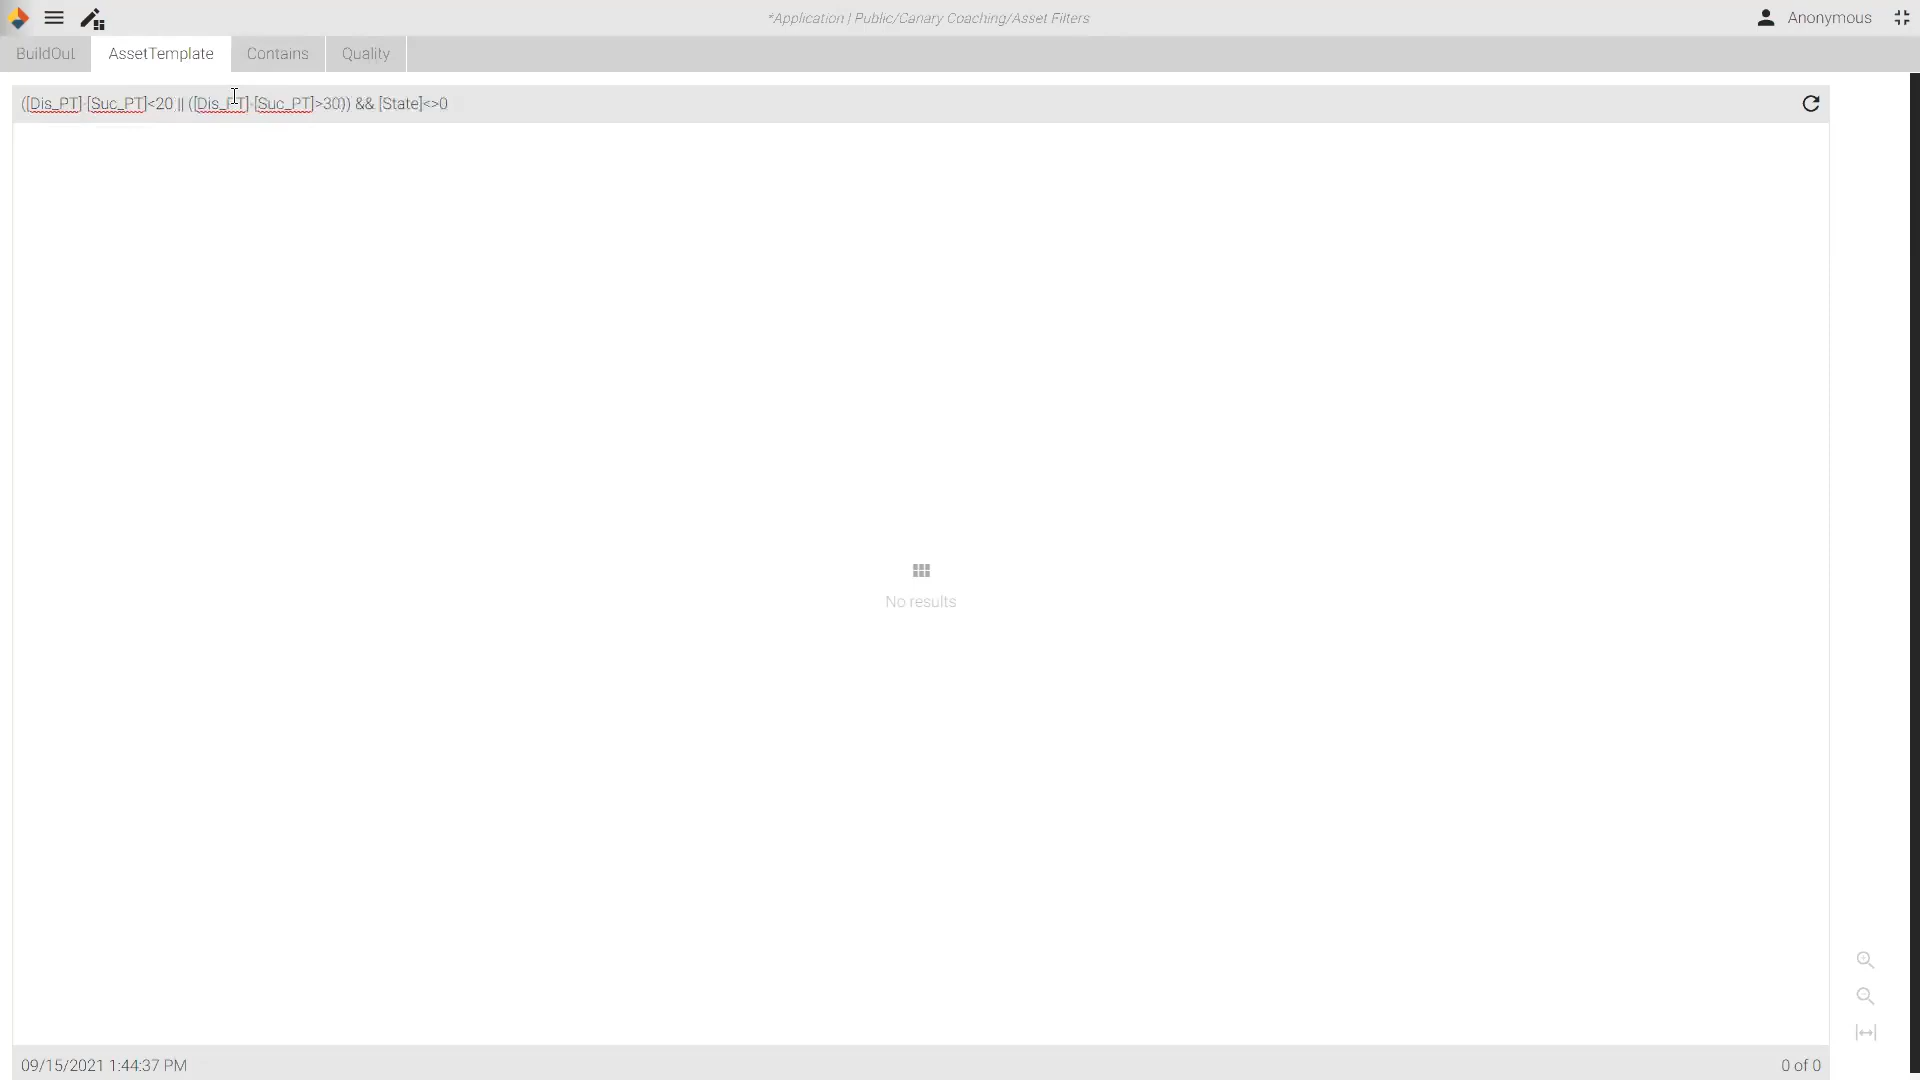 *Application | Public/Canary Coaching/Asset Filters
Anonymous
BuildOut
AssetTemplate
Contains
Quality
([Dis_PT]-[Suc_PT]<20 || ([Dis_PT]-[Suc_PT]>30)) && [State]<>0
No results
09/15/2021 1:44:37 PM
0 of 0